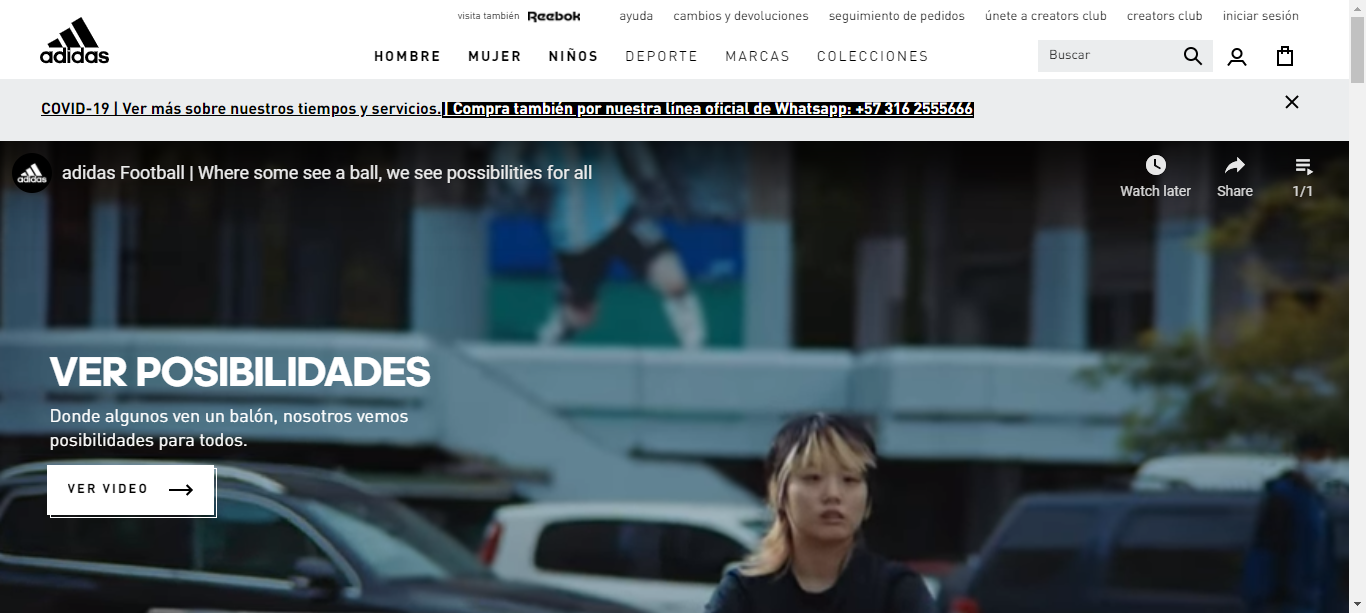 visita también Reebok ayuda cambios y devoluciones seguimiento de pedidos únete a creators club creators club iniciar sesión
adidas
HOMBRE MUJER NIÑOS DEPORTE MARCAS COLECCIONES Buscar
COVID-19 | Ver más sobre nuestros tiempos y servicios.| Compra también por nuestra línea oficial de Whatsapp: +57 316 2555666
adidas adidas Football | Where some see a ball, we see possibilities for all
Watch later Share 1/1
VER POSIBILIDADES
Donde algunos ven un balón, nosotros vemos
posibilidades para todos.
VER VIDEO